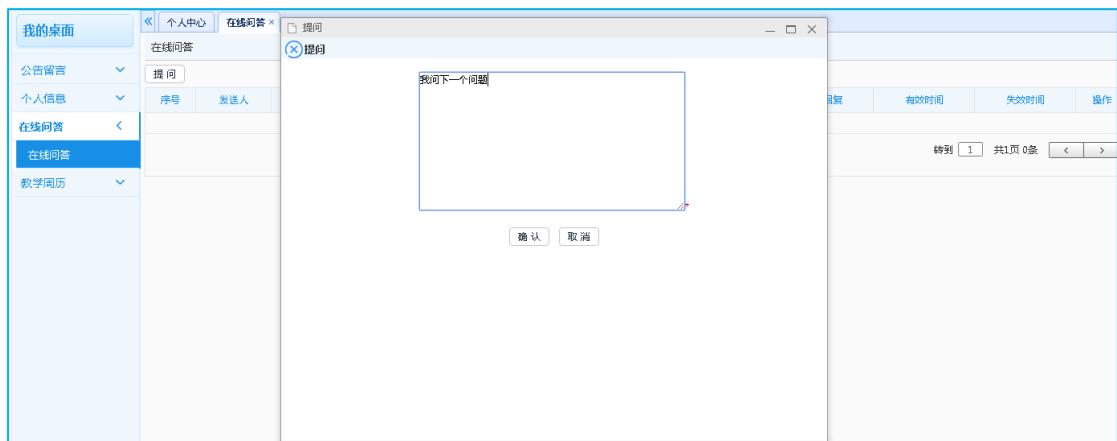 我的桌面
公告留言
个人信息
在线问答
在线问答
教学周历
个人中心 在线问答
在线问答
提 问
序号 发送人 回复 有效时间 失效时间 操作
转到 1 共1页 0条
提问
提问
我问下一个问题
确 认 取 消